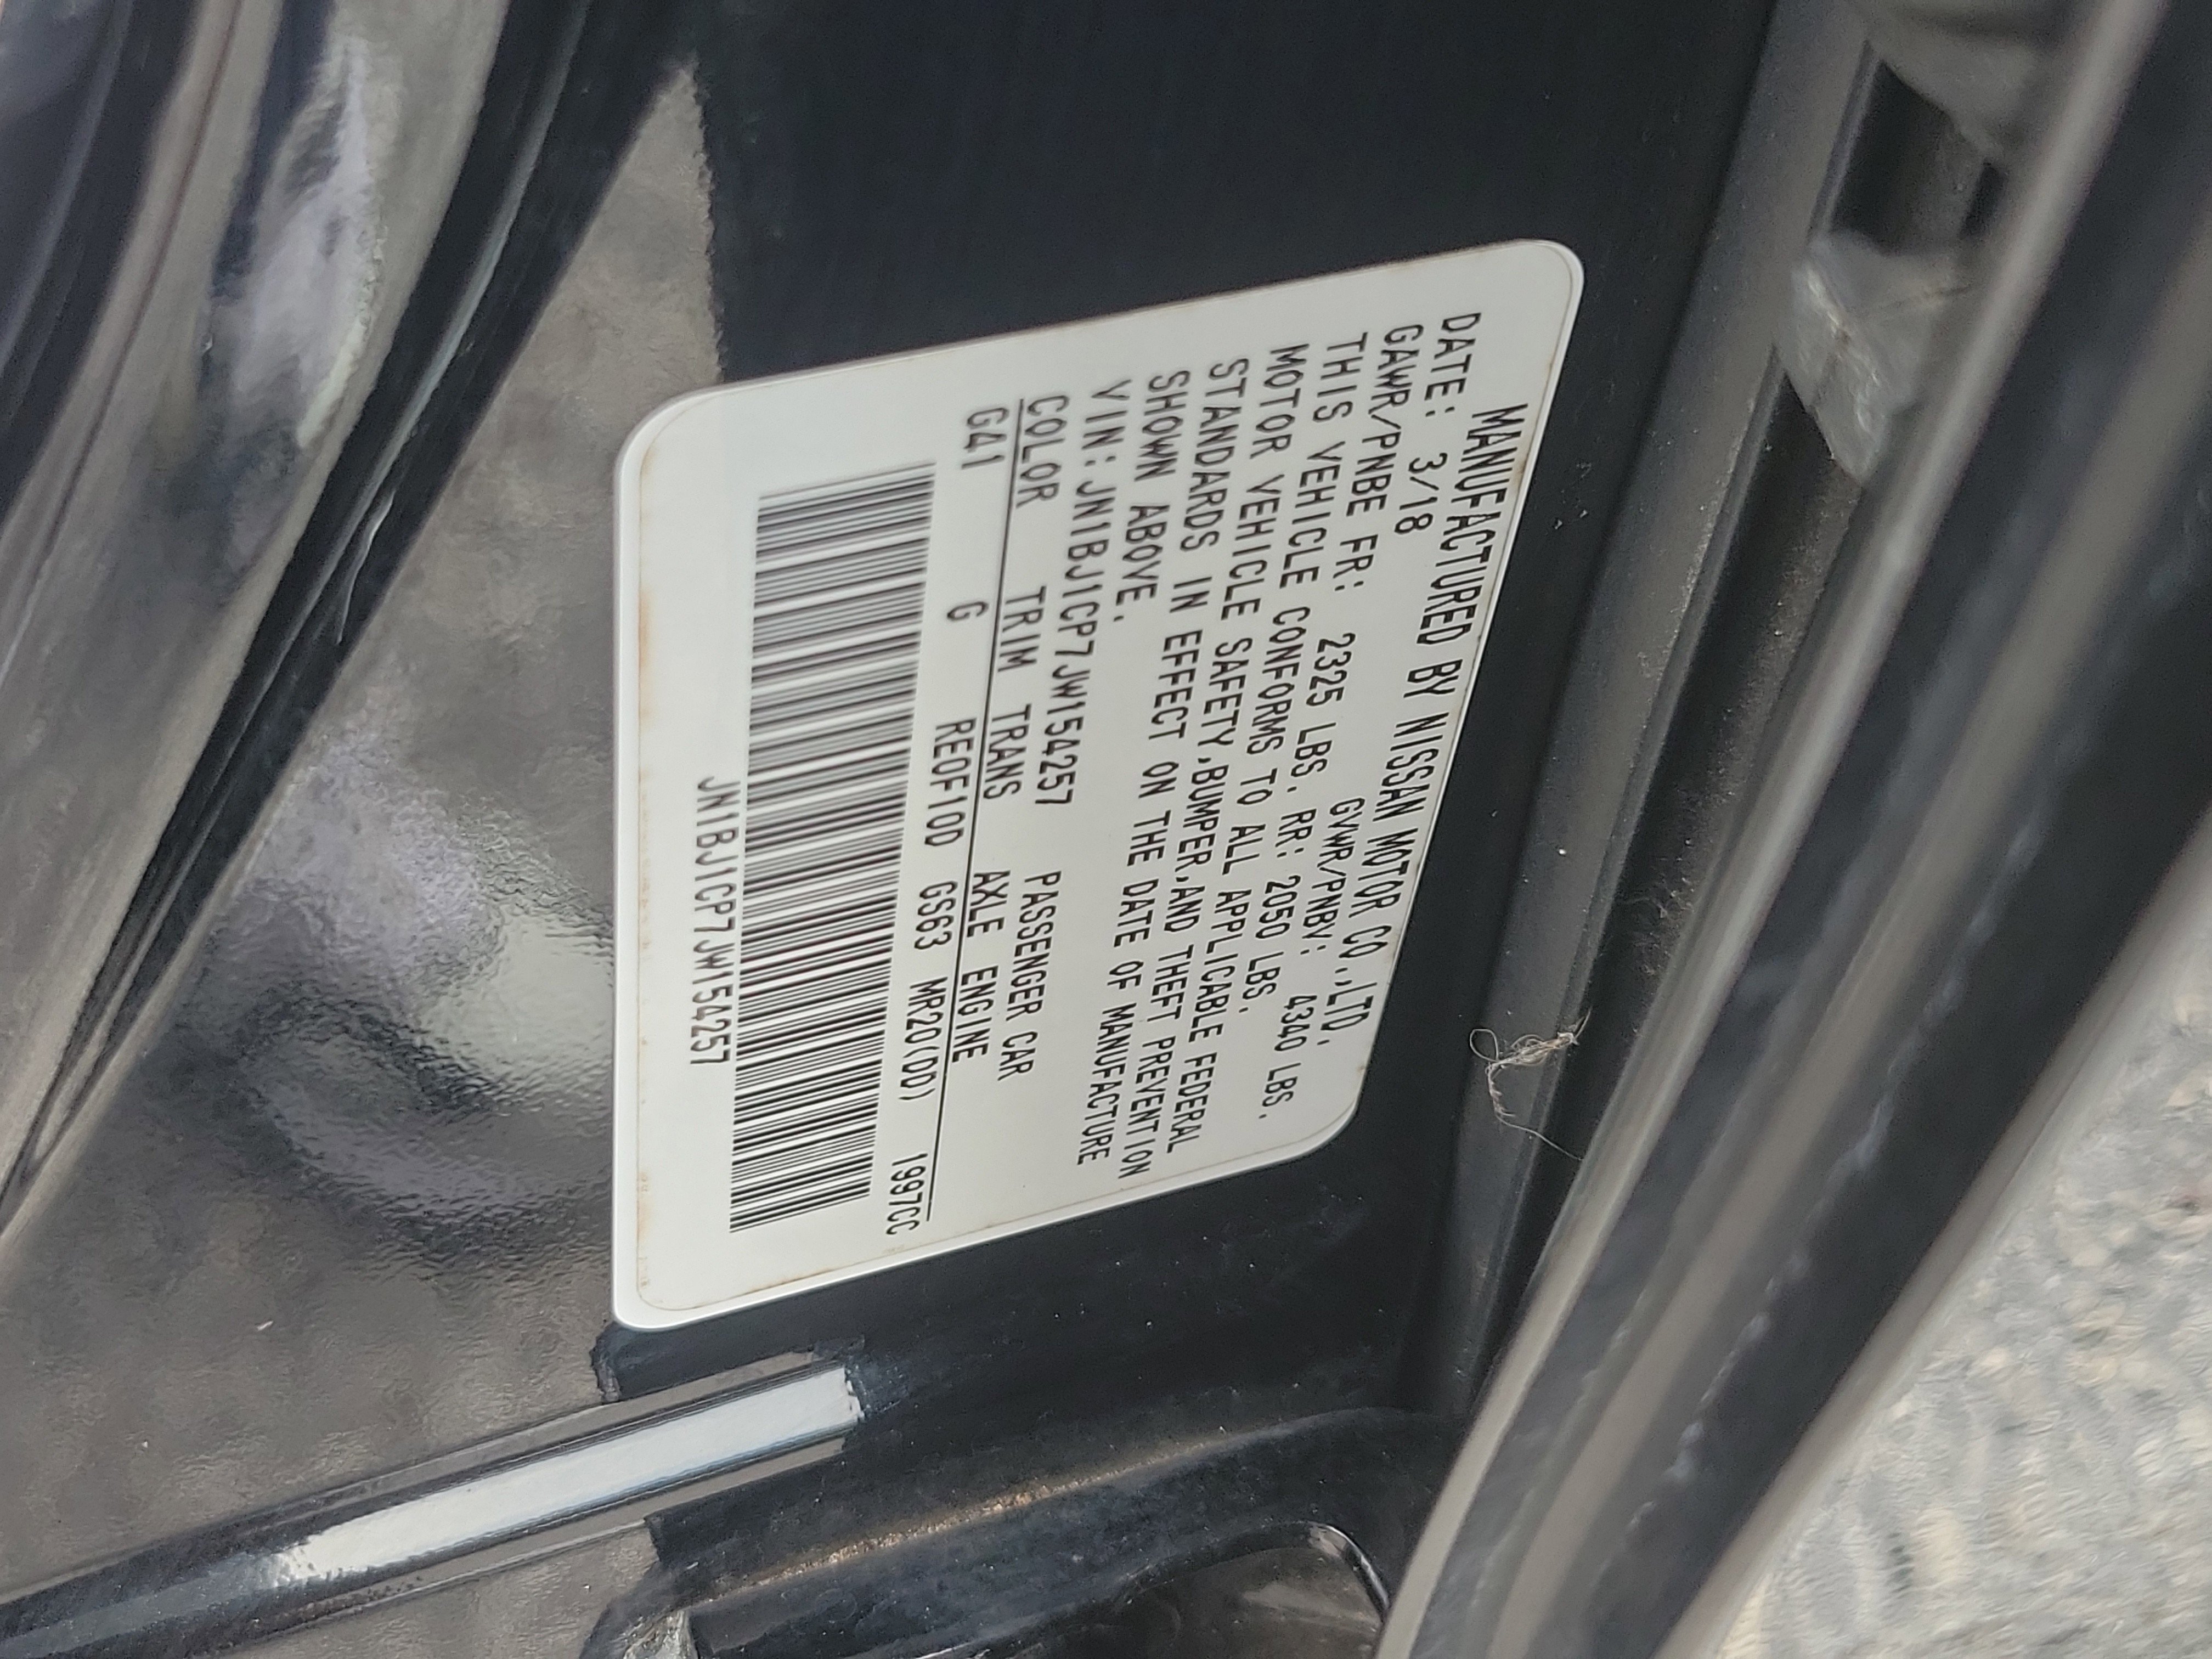 MANUFACTURED BY NISSAN MOTOR CO.,LTD.
DATE: 3/18 GVWR/PNBV: 4340 LBS.
GAWR/PNBE FR: 2325 LBS. RR: 2050 LBS.
THIS VEHICLE CONFORMS TO ALL APPLICABLE FEDERAL
MOTOR VEHICLE SAFETY,BUMPER,AND THEFT PREVENTION
STANDARDS IN EFFECT ON THE DATE OF MANUFACTURE
SHOWN ABOVE.
VIN:JN1BJ1CP7JW154257 PASSENGER CAR
COLOR TRIM TRANS AXLE ENGINE
G41 G RE0F10D GS63 MR20(DD) 1997CC
JN1BJ1CP7JW154257